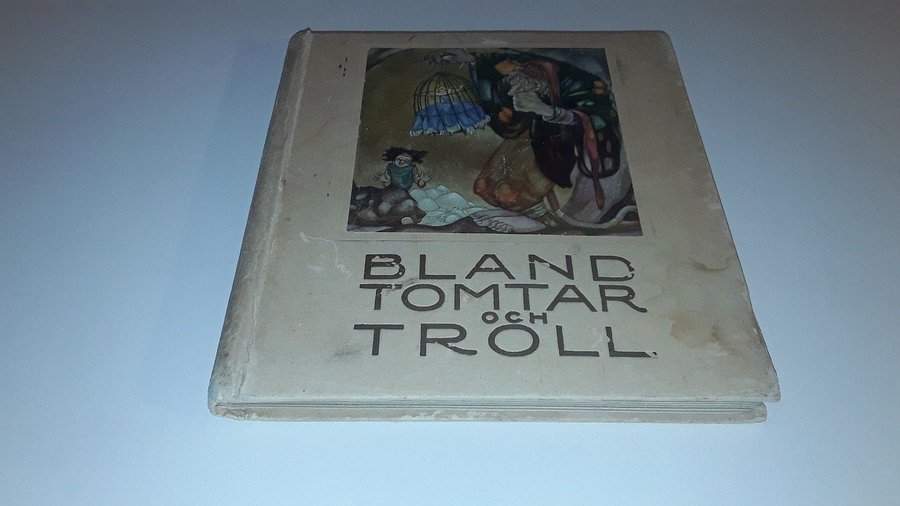 BLAND
TOMTAR
OCH
TROLL.